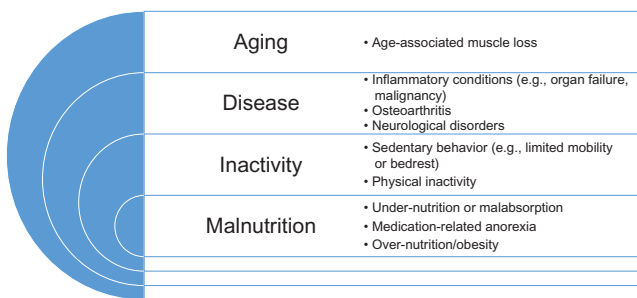 Aging
• Age-associated muscle loss
Disease
• Inflammatory conditions (e.g., organ failure,
malignancy)
• Osteoarthritis
• Neurological disorders
Inactivity
• Sedentary behavior (e.g., limited mobility
or bedrest)
• Physical inactivity
Malnutrition
• Under-nutrition or malabsorption
• Medication-related anorexia
• Over-nutrition/obesity